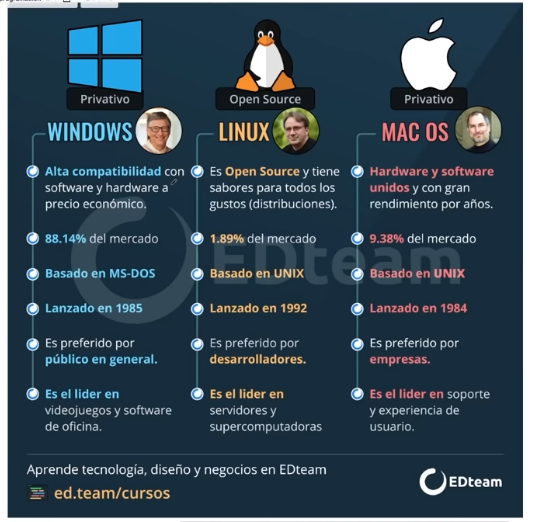 Privativo
WINDOWS
Alta compatibilidad con
software y hardware a
precio económico.
88.14% del mercado
Basado en MS-DOS
Lanzado en 1985
Es preferido por
público en general.
Es el lider en
videojuegos y software
de oficina.
Open Source
LINUX
Es Open Source y tiene
sabores para todos los
gustos (distribuciones).
1.89% del mercado
Basado en UNIX
Lanzado en 1992
Es preferido por
desarrolladores.
Es el lider en
servidores y
supercomputadoras
Privativo
MAC OS
Hardware y software
unidos y con gran
rendimiento por años.
9.38% del mercado
Basado en UNIX
Lanzado en 1984
Es preferido por
empresas.
Es el lider en soporte
y experiencia de
usuario.
EDteam
Aprende tecnología, diseño y negocios en EDteam
ed.team/cursos
EDteam